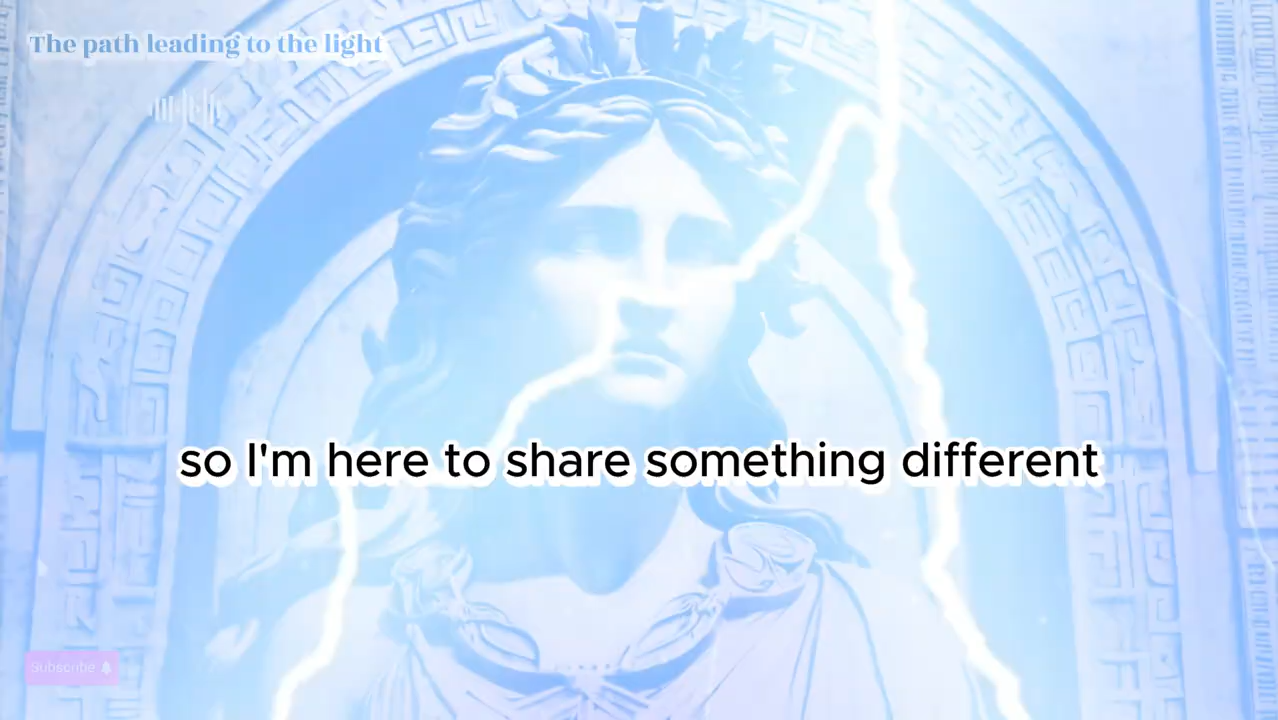 The path leading to the light
so I'm here to share something different
Subscribe